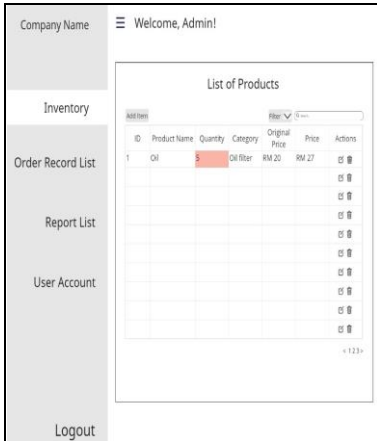 Company Name
Welcome, Admin!
Inventory
Order Record List
Report List
User Account
Logout
List of Products
Add Item
Filter
ID Product Name Quantity Category Original Price Price Actions
1 Oil 5 Oil filter RM 20 RM 27
< 1 2 3 >